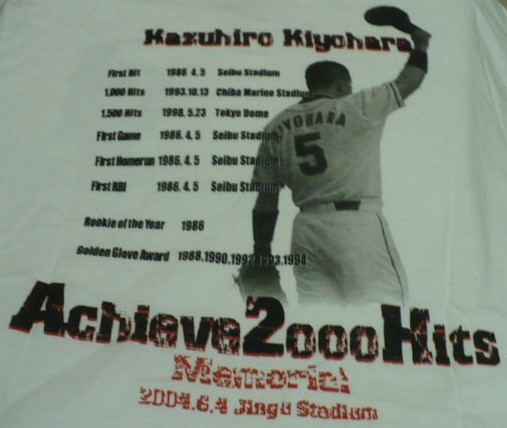 Kazuhiro Kiyohara
First Hit 1986 4.5 Seibu Stadium
1,000 Hits 1993.10.13 Chiba Marine Stadium
1,500 Hits 1998.5.23 Tokyo Dome
First Game 1986.4.5 Seibu Stadium
First Homerun 1986.4.5 Seibu Stadium
First RBI 1986.4.5 Seibu Stadium
Rookie of the Year 1986
Golden Glove Award 1988.1990.1992.1993.1994
KIYOHARA
5
Achieve 2000 Hits
Memorial
2004.6.4 Jingu Stadium